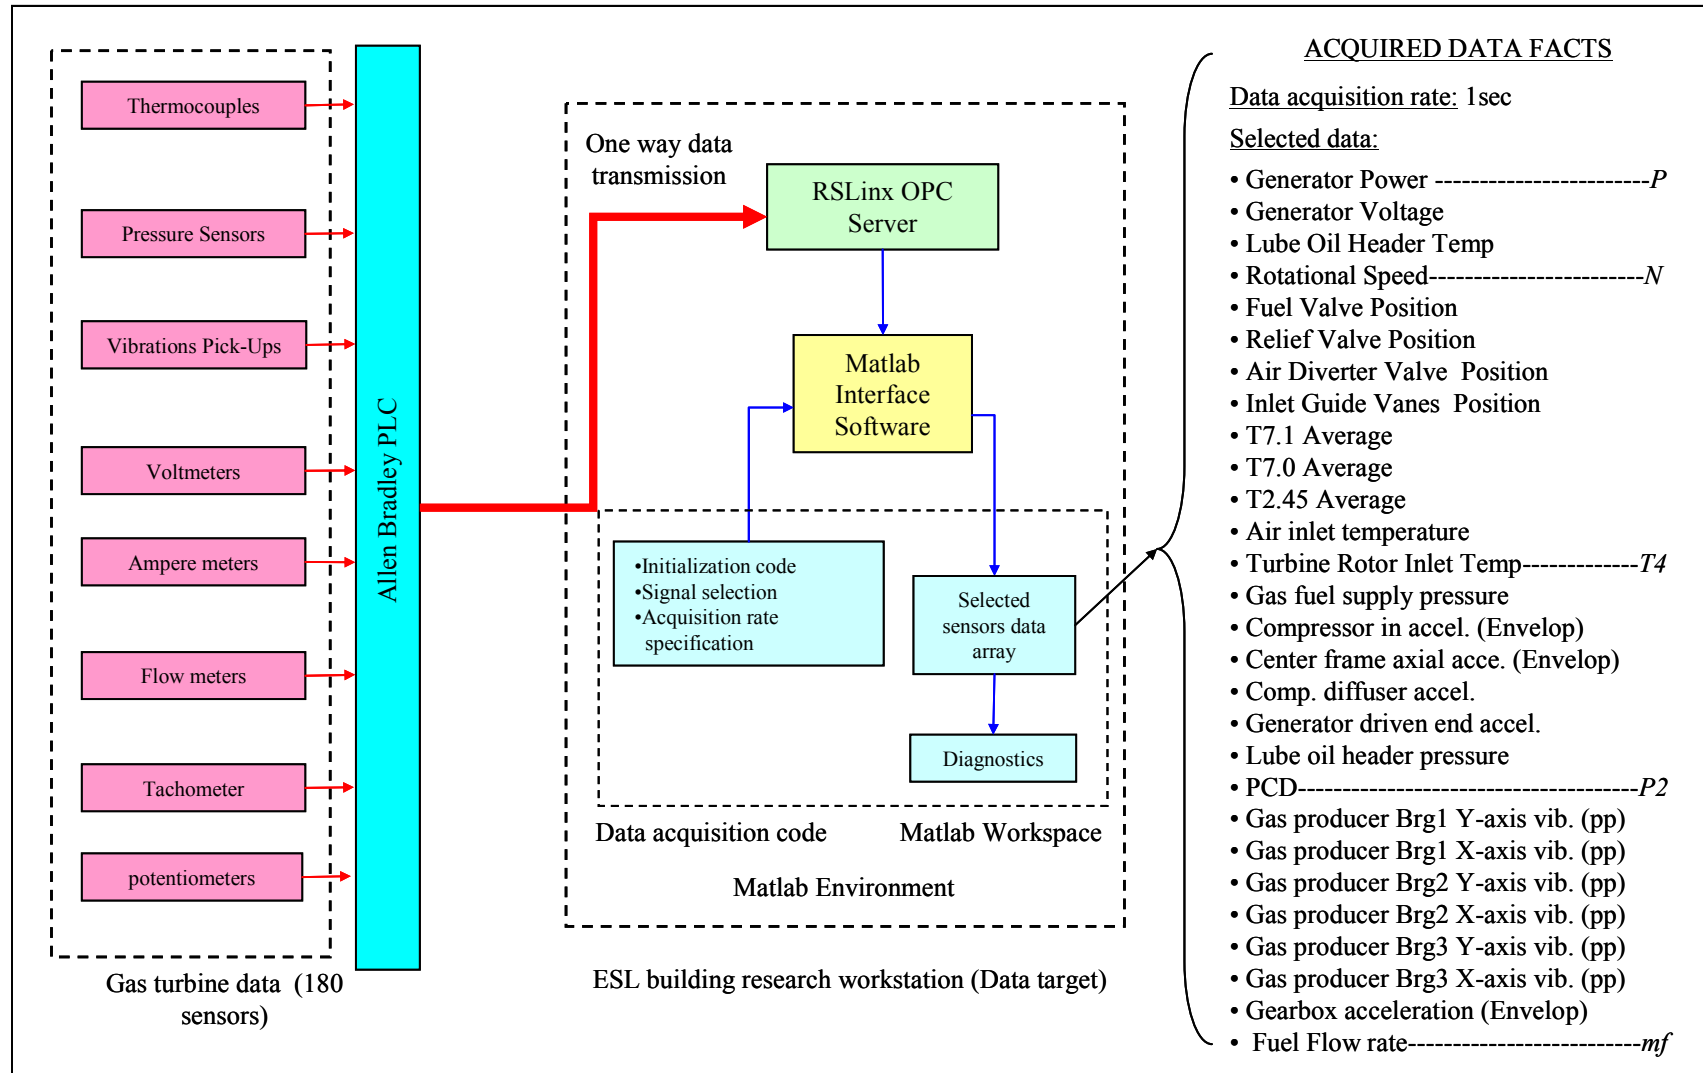 Thermocouples
Pressure Sensors
Vibrations Pick-Ups
Voltmeters
Ampere meters
Flow meters
Tachometer
potentiometers
Gas turbine data (180
sensors)
Allen Bradley PLC
One way data
transmission
RSLinx OPC
Server
Matlab
Interface
Software
•Initialization code
•Signal selection
•Acquisition rate
specification
Selected
sensors data
array
Diagnostics
Data acquisition code
Matlab Workspace
Matlab Environment
ESL building research workstation (Data target)
ACQUIRED DATA FACTS
Data acquisition rate: 1sec
Selected data:
• Generator Power ------------------------P
• Generator Voltage
• Lube Oil Header Temp
• Rotational Speed------------------------N
• Fuel Valve Position
• Relief Valve Position
• Air Diverter Valve  Position
• Inlet Guide Vanes  Position
• T7.1 Average
• T7.0 Average
• T2.45 Average
• Air inlet temperature
• Turbine Rotor Inlet Temp-------------T4
• Gas fuel supply pressure
• Compressor in accel. (Envelop)
• Center frame axial acce. (Envelop)
• Comp. diffuser accel.
• Generator driven end accel.
• Lube oil header pressure
• PCD-------------------------------------P2
• Gas producer Brg1 Y-axis vib. (pp)
• Gas producer Brg1 X-axis vib. (pp)
• Gas producer Brg2 Y-axis vib. (pp)
• Gas producer Brg2 X-axis vib. (pp)
• Gas producer Brg3 Y-axis vib. (pp)
• Gas producer Brg3 X-axis vib. (pp)
• Gearbox acceleration (Envelop)
• Fuel Flow rate--------------------------mf